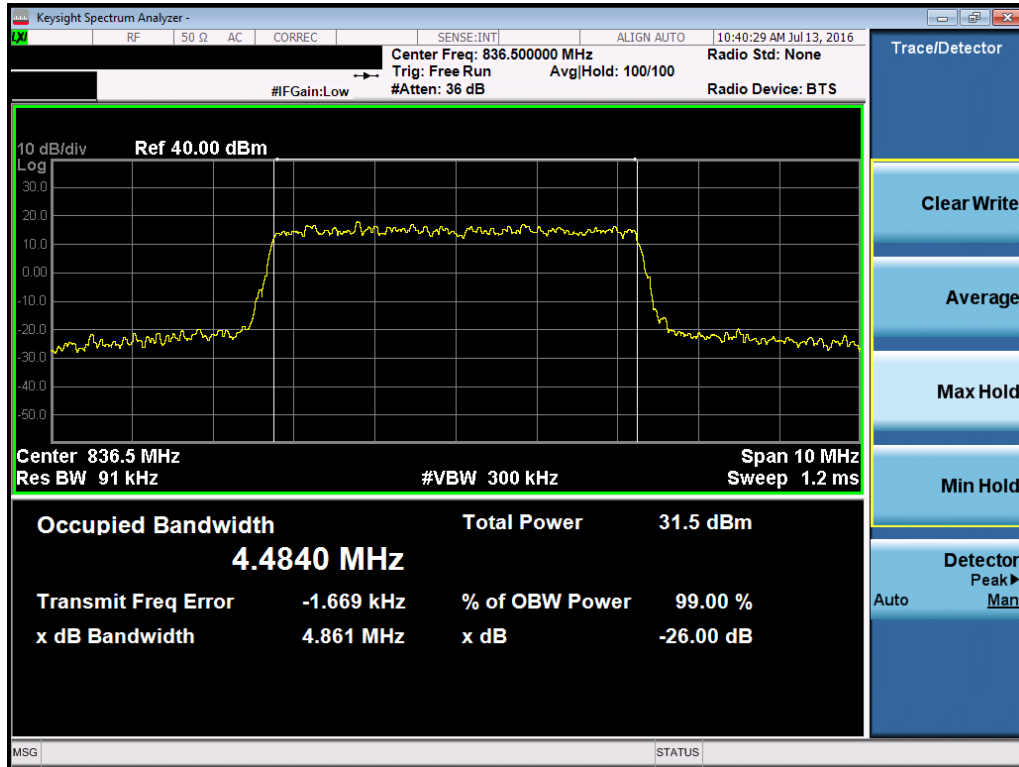 Keysight Spectrum Analyzer -
LXI RF 50 Ω AC CORREC SENSE:INT ALIGN AUTO 10:40:29 AM Jul 13, 2016
Center Freq: 836.500000 MHz Radio Std: None
Trig: Free Run Avg|Hold: 100/100
#IFGain:Low #Atten: 36 dB Radio Device: BTS
10 dB/div Ref 40.00 dBm
Log
30.0
20.0
10.0
0.00
-10.0
-20.0
-30.0
-40.0
-50.0
Center 836.5 MHz Span 10 MHz
Res BW 91 kHz #VBW 300 kHz Sweep 1.2 ms
Occupied Bandwidth Total Power 31.5 dBm
4.4840 MHz
Transmit Freq Error -1.669 kHz % of OBW Power 99.00 %
x dB Bandwidth 4.861 MHz x dB -26.00 dB
MSG STATUS
Trace/Detector
Clear Write
Average
Max Hold
Min Hold
Detector
Peak▶
Auto Man